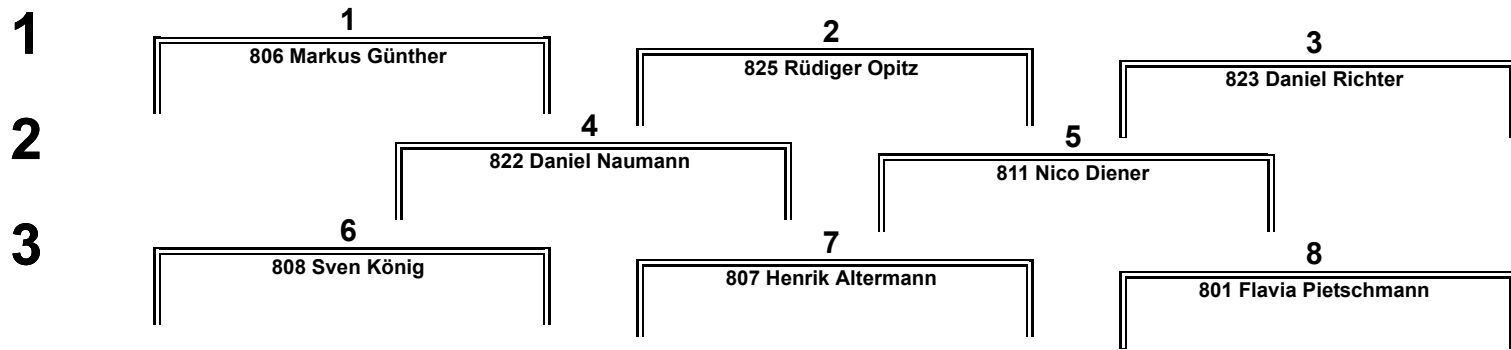 1
1
806 Markus Günther
2
825 Rüdiger Opitz
3
823 Daniel Richter
2
4
822 Daniel Naumann
5
811 Nico Diener
3
6
808 Sven König
7
807 Henrik Altermann
8
801 Flavia Pietschmann